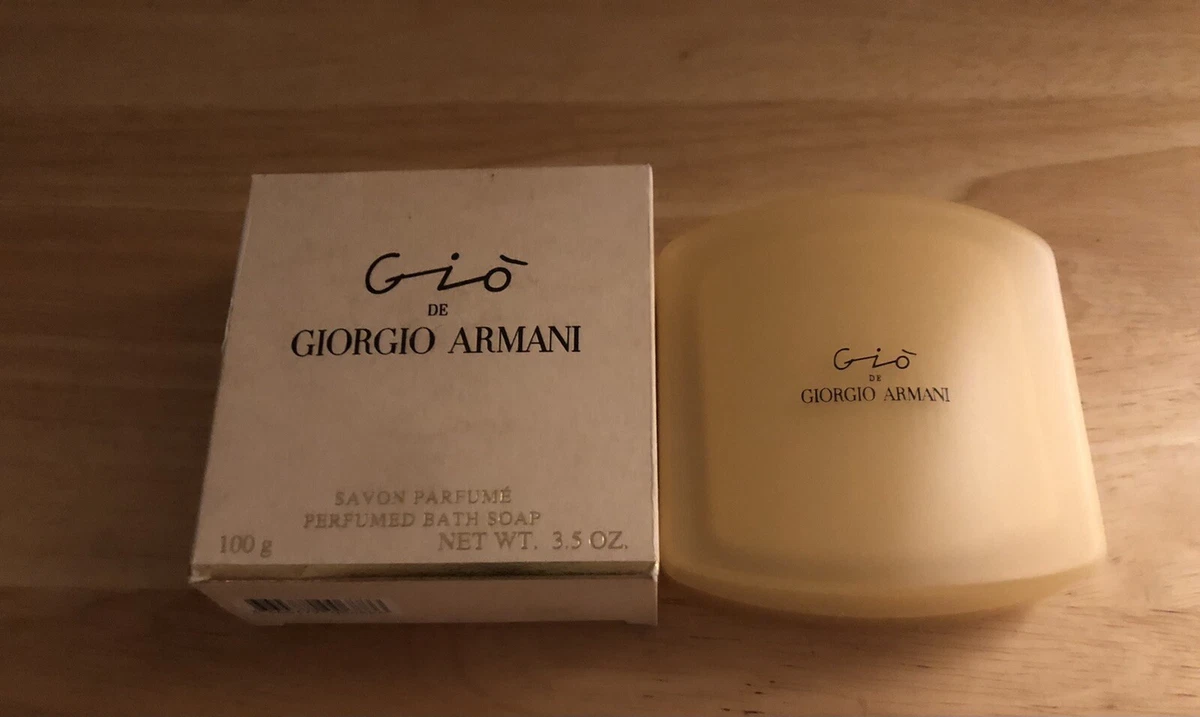 Giò
DE
GIORGIO ARMANI
SAVON PARFUMÉ
PERFUMED BATH SOAP
100 g NET WT. 3.5 OZ.
Giò
DE
GIORGIO ARMANI